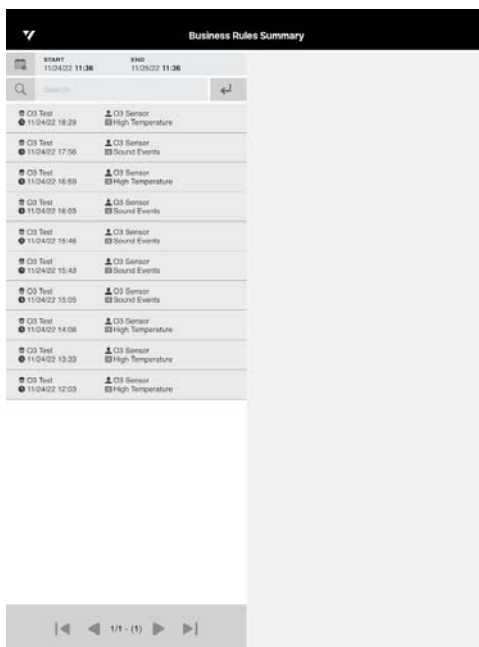 Business Rules Summary
START END
11/24/22 11:36 11/25/22 11:36
Search
O3 Test O3 Sensor
11/24/22 18:29 High Temperature
O3 Test O3 Sensor
11/24/22 17:56 Sound Events
O3 Test O3 Sensor
11/24/22 16:59 High Temperature
O3 Test O3 Sensor
11/24/22 16:03 Sound Events
O3 Test O3 Sensor
11/24/22 15:46 Sound Events
O3 Test O3 Sensor
11/24/22 15:43 Sound Events
O3 Test O3 Sensor
11/24/22 15:05 Sound Events
O3 Test O3 Sensor
11/24/22 14:08 High Temperature
O3 Test O3 Sensor
11/24/22 13:33 High Temperature
O3 Test O3 Sensor
11/24/22 12:03 High Temperature
1/1 - (1)